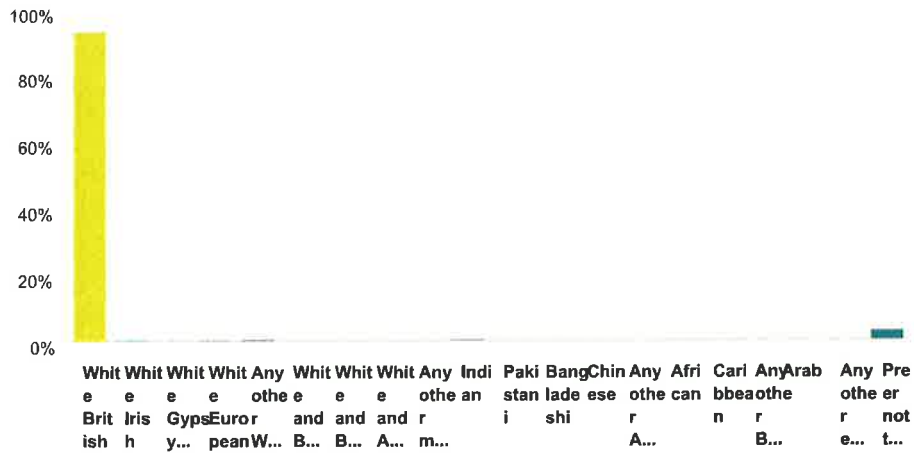 100%
80%
60%
40%
20%
0%
Whit Whit Whit Whit Any Whit Whit Whit Any Indi Paki Bang Chin Any Afri Cari Any Arab Any Pre
e e e e othe e e e othe an stan lade ese othe can bbea othe othe er
Brit Iris Gyps Euro r and and and r i shi r n r r not
ish h y... pean W... B... B... A... m... A... B... e... t...